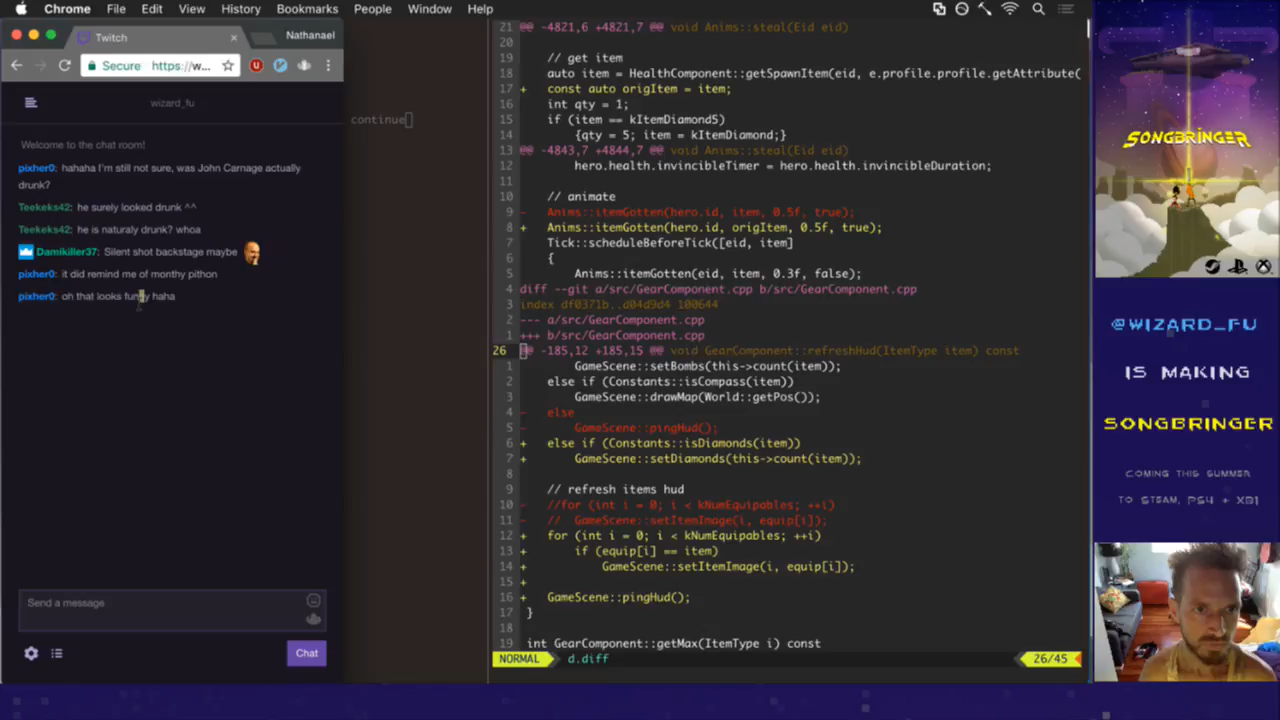 Chrome File Edit View History Bookmarks People Window Help
Twitch
Nathanael
Secure https://w...
wizard_fu
Welcome to the chat room!
pixher0: hahaha I'm still not sure, was John Carnage actually
drunk?
Teekeks42: he surely looked drunk ^^
Teekeks42: he is naturaly drunk? whoa
Damikiller37: Silent shot backstage maybe
pixher0: it did remind me of monthy pithon
pixher0: oh that looks funny haha
Send a message
Chat
continue
21 @@ -4821,6 +4821,7 @@ void Anims::steal(Eid eid)
20
19 // get item
18 auto item = HealthComponent::getSpawnItem(eid, e.profile.profile.getAttribute(
17 + const auto origItem = item;
16 int qty = 1;
15 if (item == kItemDiamond5)
14 {qty = 5; item = kItemDiamond;}
13 @@ -4843,7 +4844,7 @@ void Anims::steal(Eid eid)
12 hero.health.invincibleTimer = hero.health.invincibleDuration;
11
10 // animate
9 - Anims::itemGotten(hero.id, item, 0.5f, true);
8 + Anims::itemGotten(hero.id, origItem, 0.5f, true);
7 Tick::scheduleBeforeTick([eid, item]
6 {
5 Anims::itemGotten(eid, item, 0.3f, false);
4 diff --git a/src/GearComponent.cpp b/src/GearComponent.cpp
3 index df0371b..d04d9d4 100644
2 --- a/src/GearComponent.cpp
1 +++ b/src/GearComponent.cpp
26 @@ -185,12 +185,15 @@ void GearComponent::refreshHud(ItemType item) const
1 GameScene::setBombs(this->count(item));
2 else if (Constants::isCompass(item))
3 GameScene::drawMap(World::getPos());
4 - else
5 - GameScene::pingHud();
6 + else if (Constants::isDiamonds(item))
7 + GameScene::setDiamonds(this->count(item));
8
9 // refresh items hud
10 - //for (int i = 0; i < kNumEquipables; ++i)
11 - // GameScene::setItemImage(i, equip[i]);
12 + for (int i = 0; i < kNumEquipables; ++i)
13 + if (equip[i] == item)
14 + GameScene::setItemImage(i, equip[i]);
15 +
16 + GameScene::pingHud();
17 }
18
19 int GearComponent::getMax(ItemType i) const
NORMAL d.diff 26/45
SONGBRINGER
@WIZARD_FU
IS MAKING
SONGBRINGER
COMING THIS SUMMER
TO STEAM, PS4 + XB1